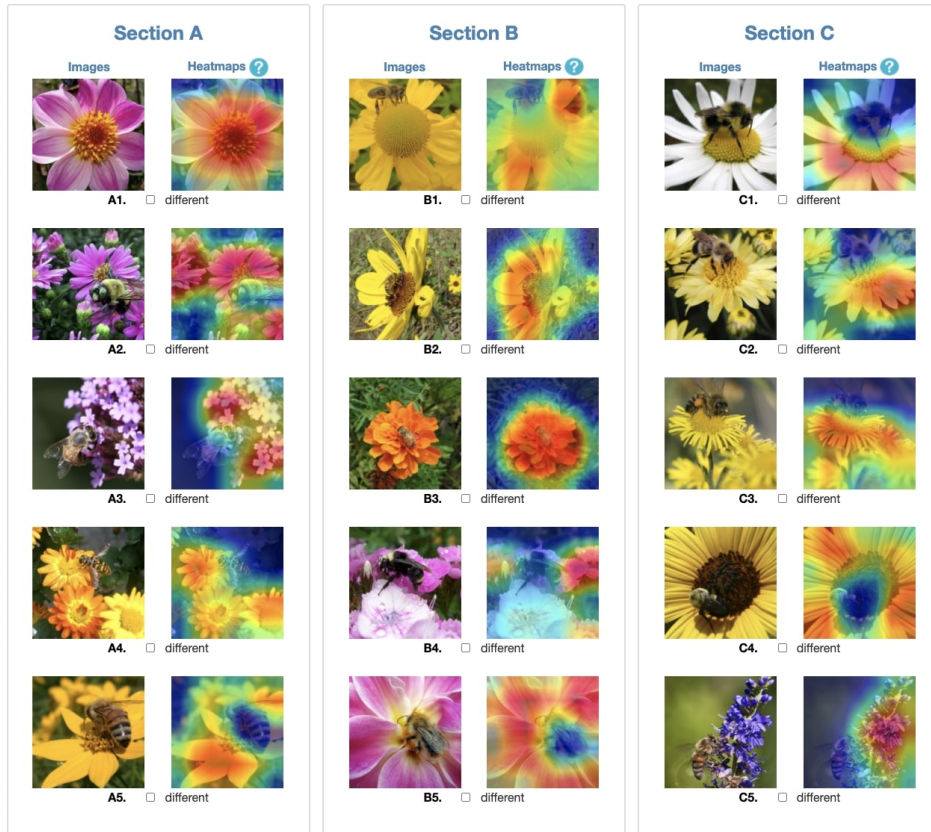 Section A
Images Heatmaps ?
A1. different
A2. different
A3. different
A4. different
A5. different
Section B
Images Heatmaps ?
B1. different
B2. different
B3. different
B4. different
B5. different
Section C
Images Heatmaps ?
C1. different
C2. different
C3. different
C4. different
C5. different